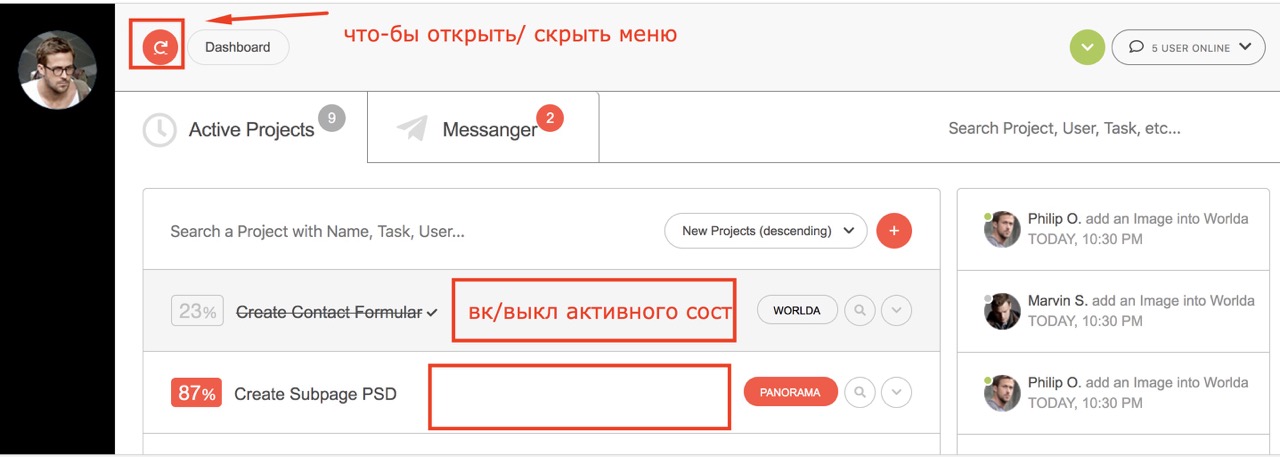 что-бы открыть/ скрыть меню
Dashboard
5 USER ONLINE
Active Projects 9
Messanger 2
Search Project, User, Task, etc...
Search a Project with Name, Task, User...
New Projects (descending)
+
23%
Create Contact Formular
вк/выкл активного сост
WORLDA
87%
Create Subpage PSD
PANORAMA
Philip O. add an Image into Worlda
TODAY, 10:30 PM
Marvin S. add an Image into Worlda
TODAY, 10:30 PM
Philip O. add an Image into Worlda
TODAY, 10:30 PM